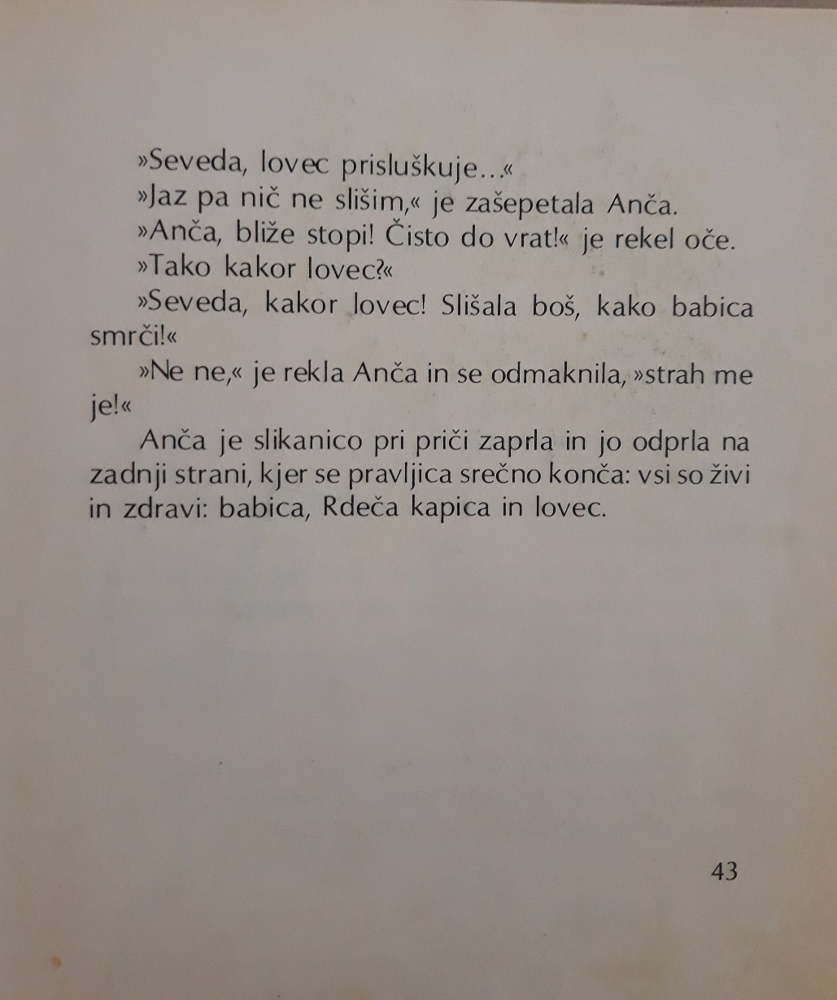 »Seveda, lovec prisluškuje...«
»Jaz pa nič ne slišim,« je zašepetala Anča.
»Anča, bliže stopi! Čisto do vrat!« je rekel oče.
»Tako kakor lovec?«
»Seveda, kakor lovec! Slišala boš, kako babica
smrči!«
»Ne ne,« je rekla Anča in se odmaknila, »strah me
je!«
Anča je slikanico pri priči zaprla in jo odprla na
zadnji strani, kjer se pravljica srečno konča: vsi so živi
in zdravi: babica, Rdeča kapica in lovec.
43